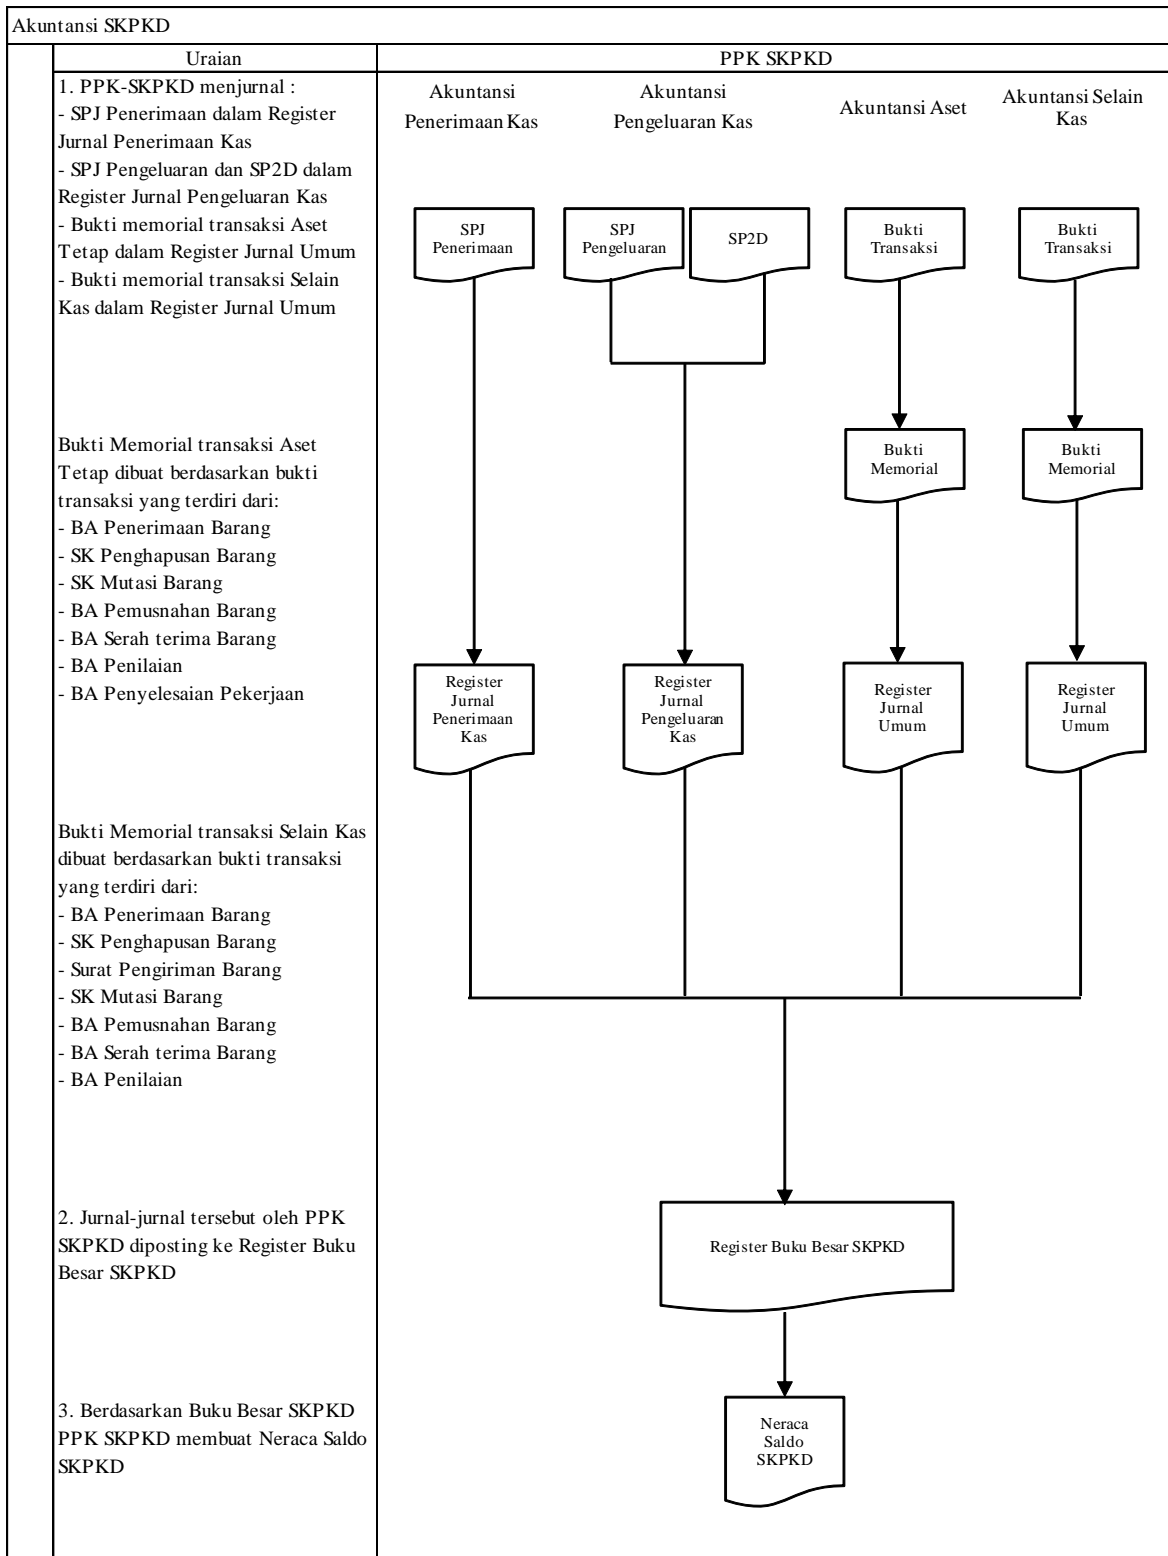 Akuntansi SKPKD
Uraian
PPK SKPKD
1. PPK-SKPKD menjurnal :
- SPJ Penerimaan dalam Register
Jurnal Penerimaan Kas
- SPJ Pengeluaran dan SP2D dalam
Register Jurnal Pengeluaran Kas
- Bukti memorial transaksi Aset
Tetap dalam Register Jurnal Umum
- Bukti memorial transaksi Selain
Kas dalam Register Jurnal Umum
Bukti Memorial transaksi Aset
Tetap dibuat berdasarkan bukti
transaksi yang terdiri dari:
- BA Penerimaan Barang
- SK Penghapusan Barang
- SK Mutasi Barang
- BA Pemusnahan Barang
- BA Serah terima Barang
- BA Penilaian
- BA Penyelesaian Pekerjaan
Bukti Memorial transaksi Selain Kas
dibuat berdasarkan bukti transaksi
yang terdiri dari:
- BA Penerimaan Barang
- SK Penghapusan Barang
- Surat Pengiriman Barang
- SK Mutasi Barang
- BA Pemusnahan Barang
- BA Serah terima Barang
- BA Penilaian
2. Jurnal-jurnal tersebut oleh PPK
SKPKD diposting ke Register Buku
Besar SKPKD
3. Berdasarkan Buku Besar SKPKD
PPK SKPKD membuat Neraca Saldo
SKPKD
Akuntansi
Penerimaan Kas
Akuntansi
Pengeluaran Kas
Akuntansi Aset
Akuntansi Selain
Kas
SPJ
Penerimaan
SPJ
Pengeluaran
SP2D
Bukti
Transaksi
Bukti
Transaksi
Bukti
Memorial
Bukti
Memorial
Register
Jurnal
Penerimaan
Kas
Register
Jurnal
Pengeluaran
Kas
Register
Jurnal
Umum
Register
Jurnal
Umum
Register Buku Besar SKPKD
Neraca
Saldo
SKPKD